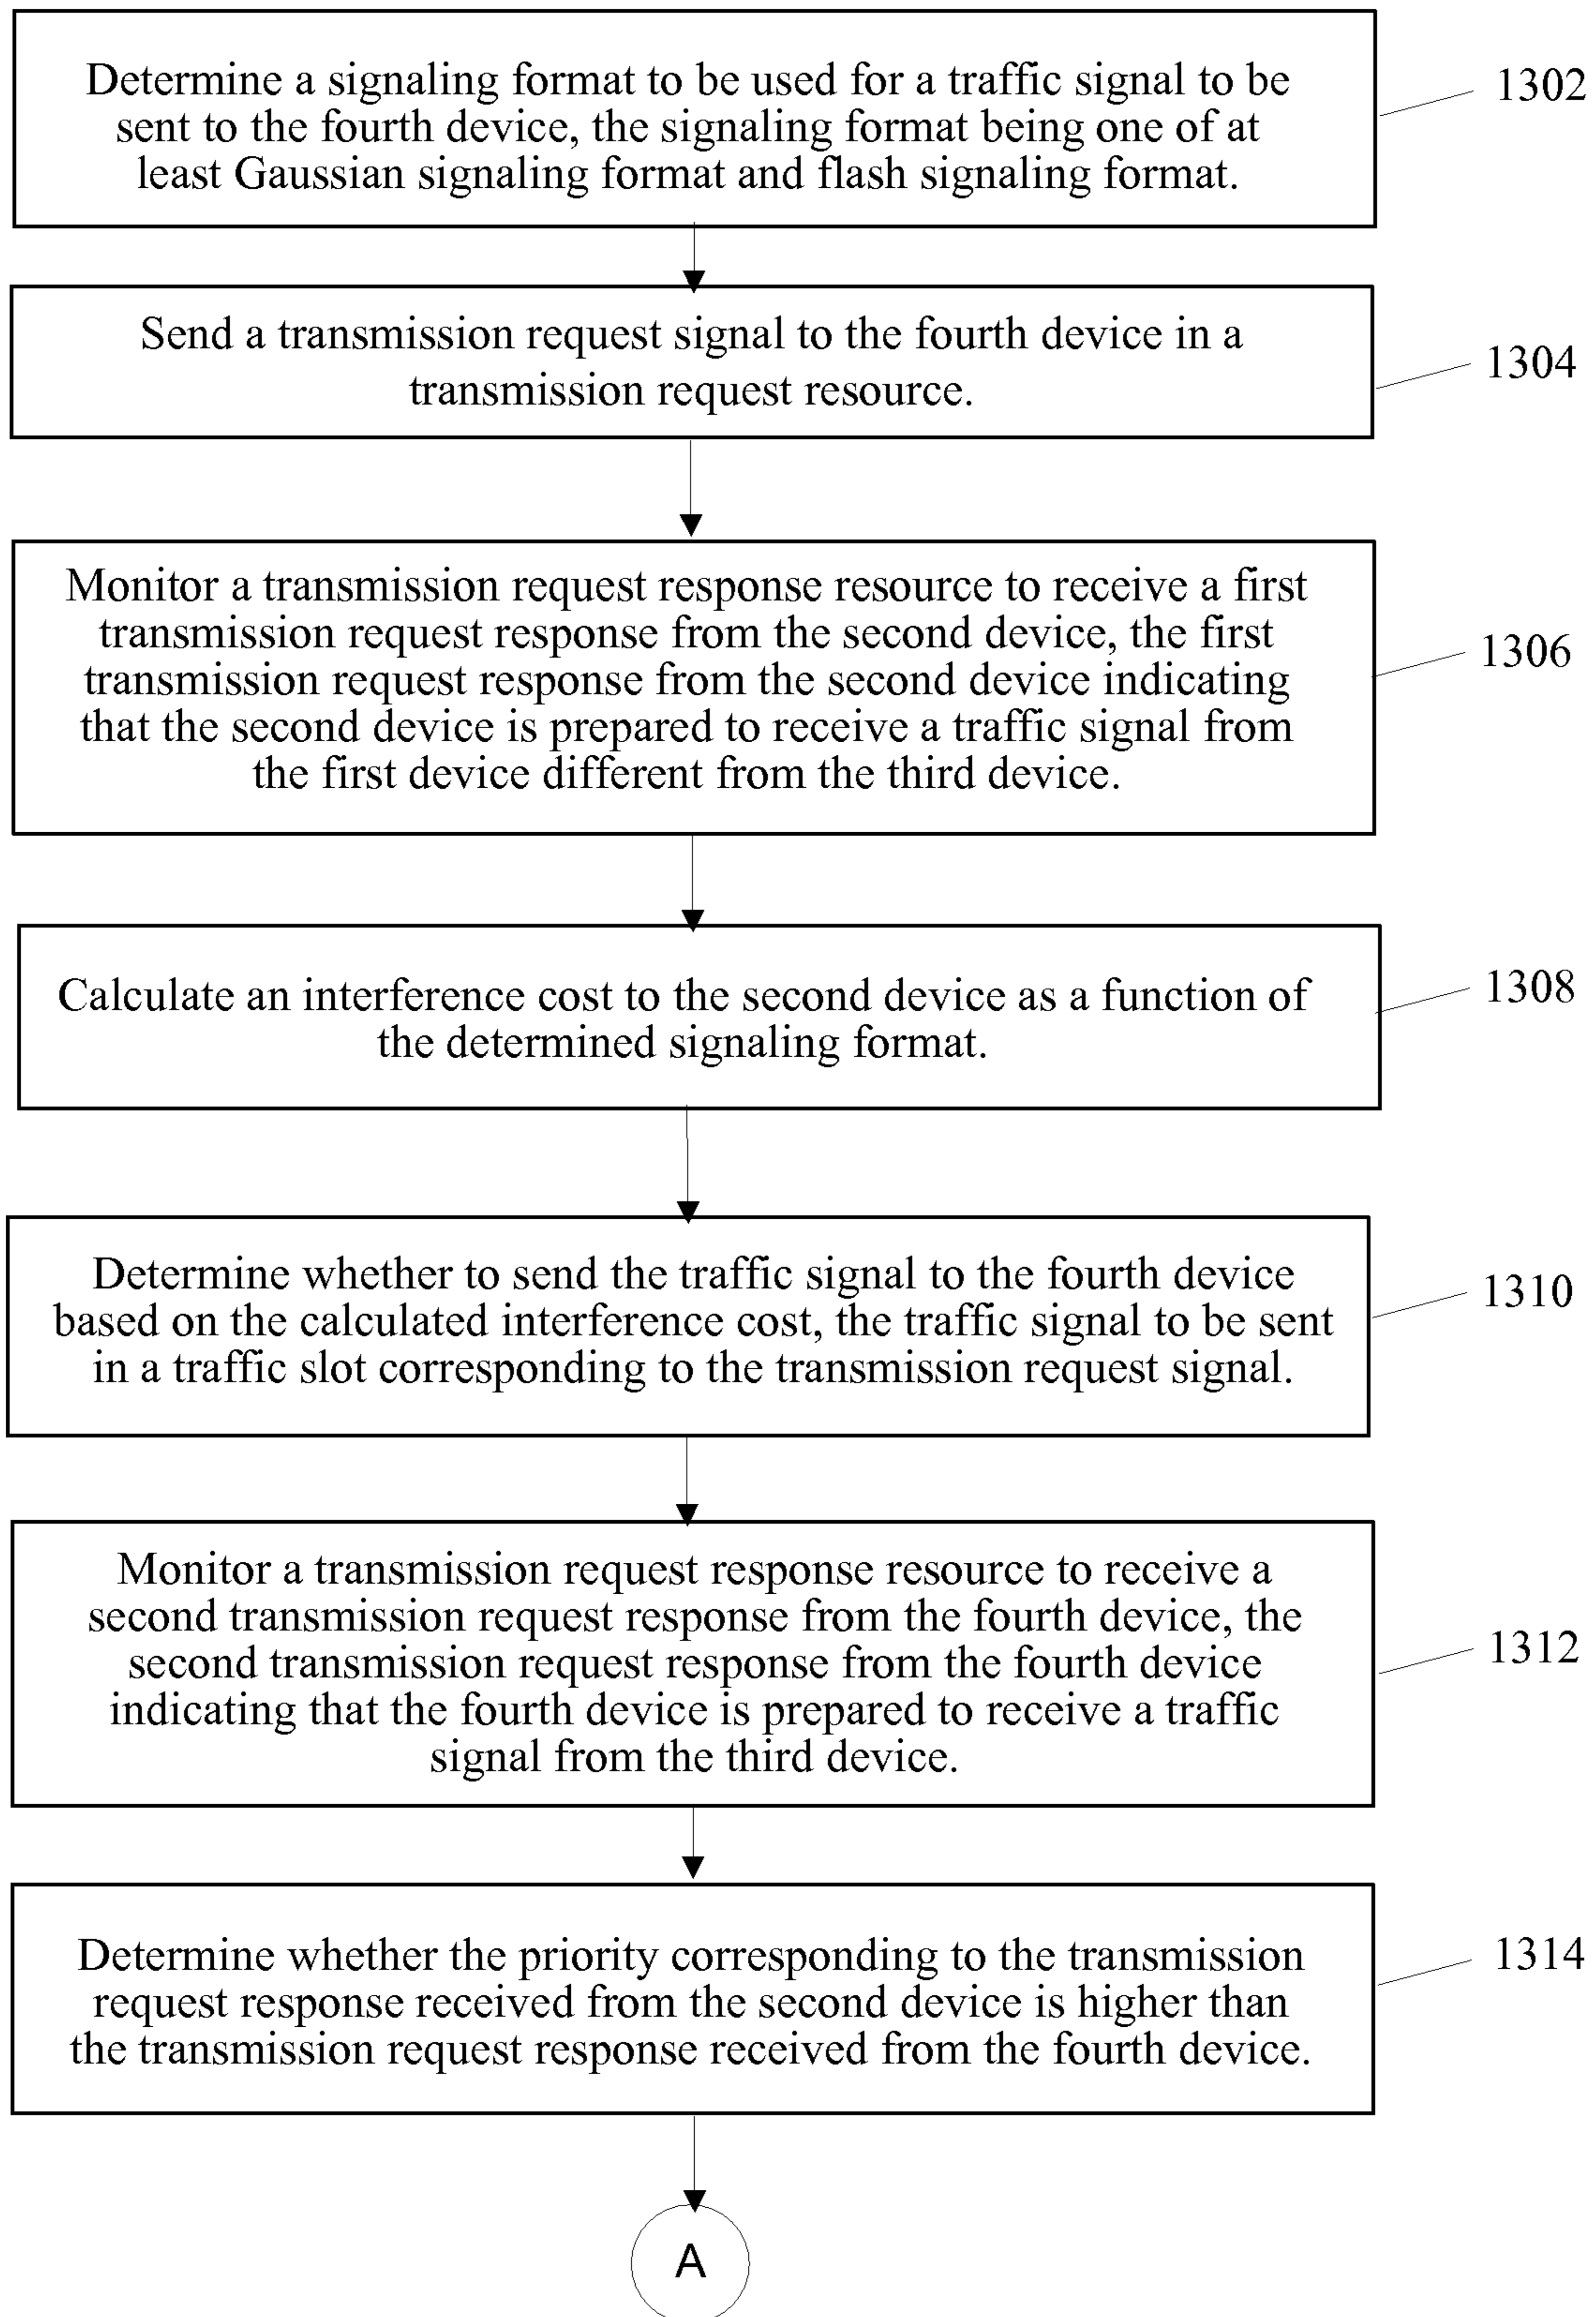 Determine a signaling format to be used for a traffic signal to be
sent to the fourth device, the signaling format being one of at
least Gaussian signaling format and flash signaling format.
1302
Send a transmission request signal to the fourth device in a
transmission request resource.
1304
Monitor a transmission request response resource to receive a first
transmission request response from the second device, the first
transmission request response from the second device indicating
that the second device is prepared to receive a traffic signal from
the first device different from the third device.
1306
Calculate an interference cost to the second device as a function of
the determined signaling format.
1308
Determine whether to send the traffic signal to the fourth device
based on the calculated interference cost, the traffic signal to be sent
in a traffic slot corresponding to the transmission request signal.
1310
Monitor a transmission request response resource to receive a
second transmission request response from the fourth device, the
second transmission request response from the fourth device
indicating that the fourth device is prepared to receive a traffic
signal from the third device.
1312
Determine whether the priority corresponding to the transmission
request response received from the second device is higher than
the transmission request response received from the fourth device.
1314
A